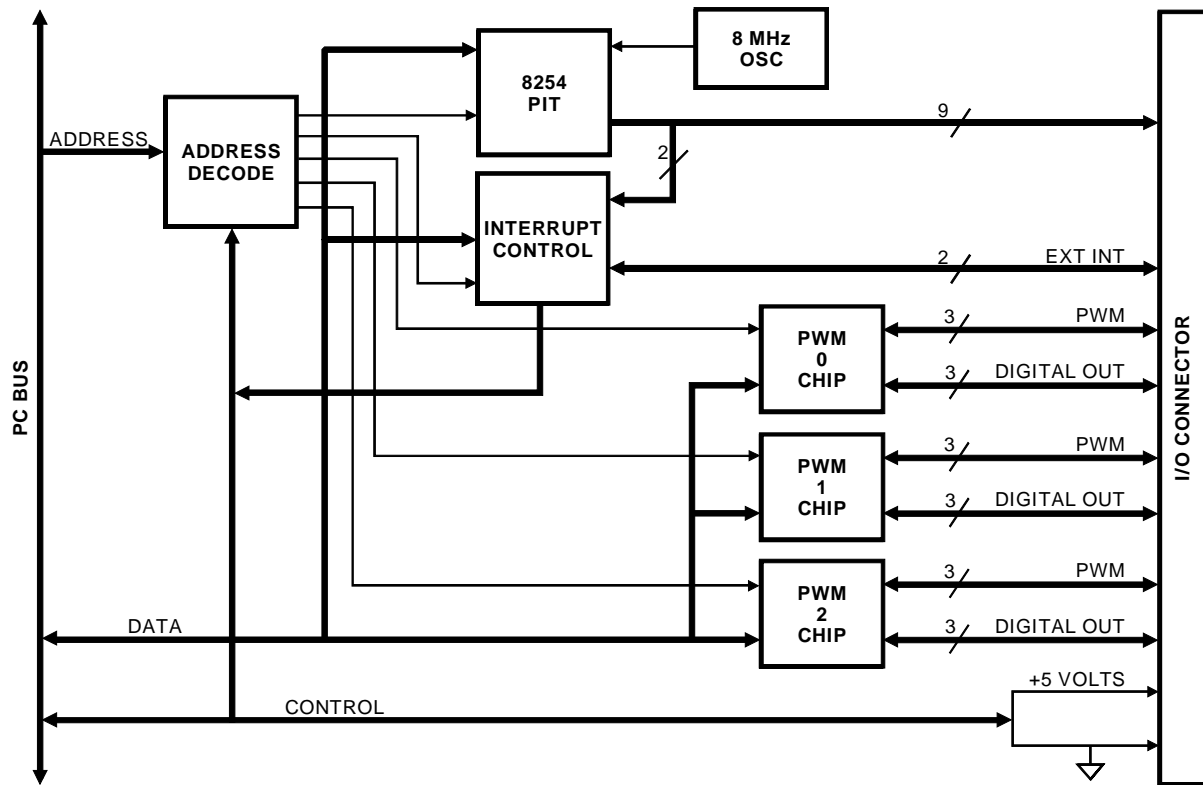 8 MHz
OSC
8254
PIT
9
ADDRESS
ADDRESS
DECODE
2
INTERRUPT
CONTROL
2
EXT INT
PWM
0
CHIP
3
PWM
3
DIGITAL OUT
PC BUS
I/O CONNECTOR
PWM
1
CHIP
3
PWM
3
DIGITAL OUT
PWM
2
CHIP
3
PWM
3
DIGITAL OUT
DATA
+5 VOLTS
CONTROL